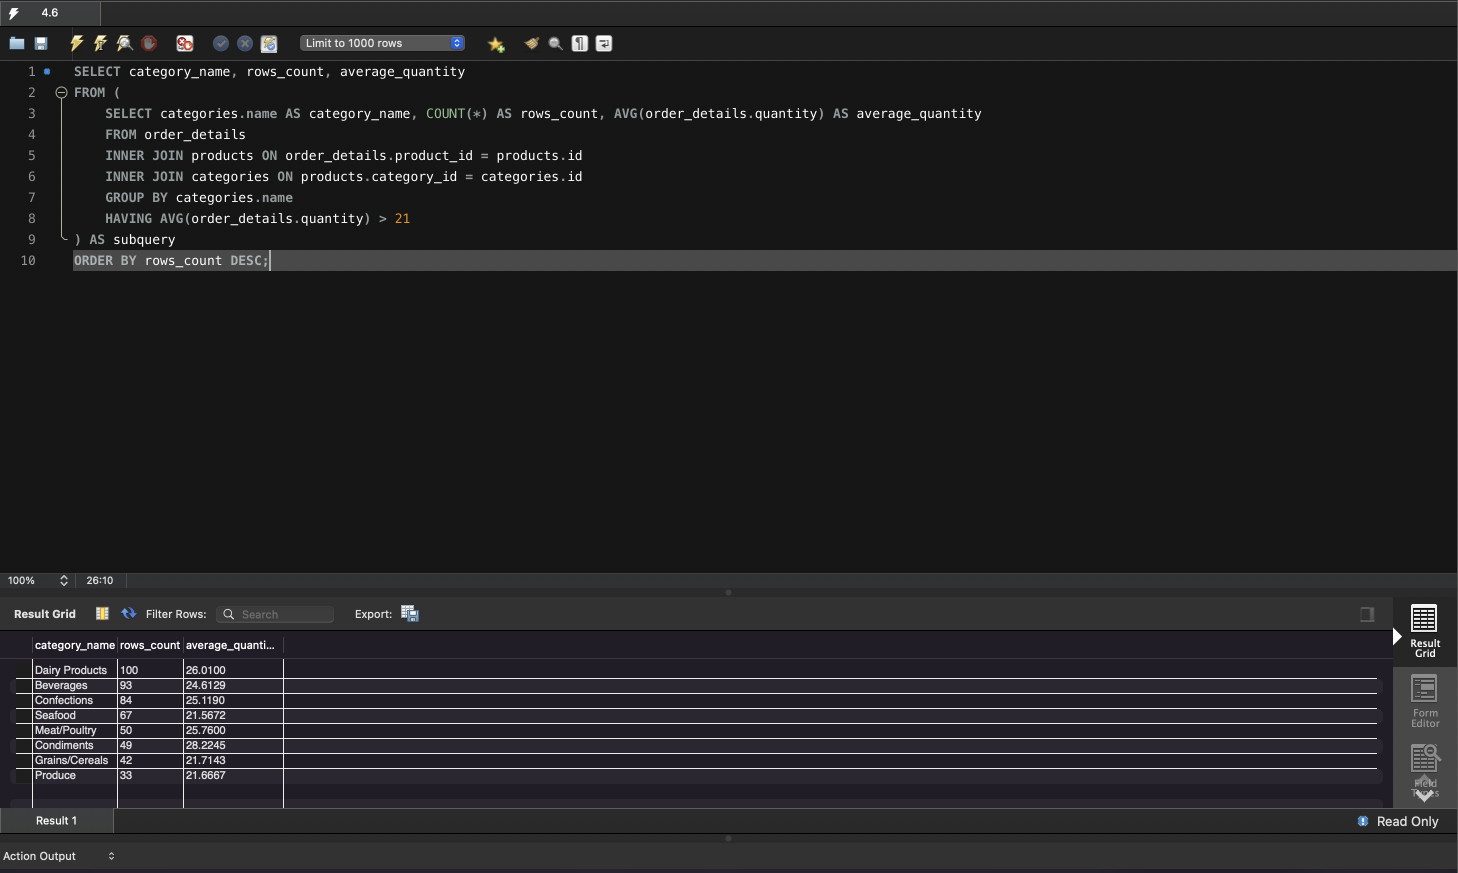 4.6
Limit to 1000 rows
1 SELECT category_name, rows_count, average_quantity
2 FROM (
3 SELECT categories.name AS category_name, COUNT(*) AS rows_count, AVG(order_details.quantity) AS average_quantity
4 FROM order_details
5 INNER JOIN products ON order_details.product_id = products.id
6 INNER JOIN categories ON products.category_id = categories.id
7 GROUP BY categories.name
8 HAVING AVG(order_details.quantity) > 21
9 ) AS subquery
10 ORDER BY rows_count DESC;
100% 26:10
Result Grid Filter Rows: Search Export:
category_name rows_count average_quanti...
Dairy Products 100 26.0100
Beverages 93 24.6129
Confections 84 25.1190
Seafood 67 21.5672
Meat/Poultry 50 25.7600
Condiments 49 28.2245
Grains/Cereals 42 21.7143
Produce 33 21.6667
Result
Grid
Form
Editor
Field
Types
Result 1
Read Only
Action Output